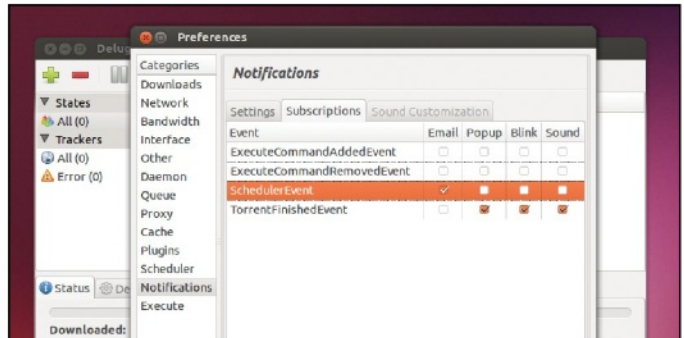 Preferences
Delug
Categories
Downloads
Network
Bandwidth
Interface
Other
Daemon
Queue
Proxy
Cache
Plugins
Scheduler
Notifications
Execute
Notifications
Settings Subscriptions Sound Customization
Event Email Popup Blink Sound
ExecuteCommandAddedEvent
ExecuteCommandRemovedEvent
SchedulerEvent
TorrentFinishedEvent
States
All (0)
Trackers
All (0)
Error (0)
Status De
Downloaded: